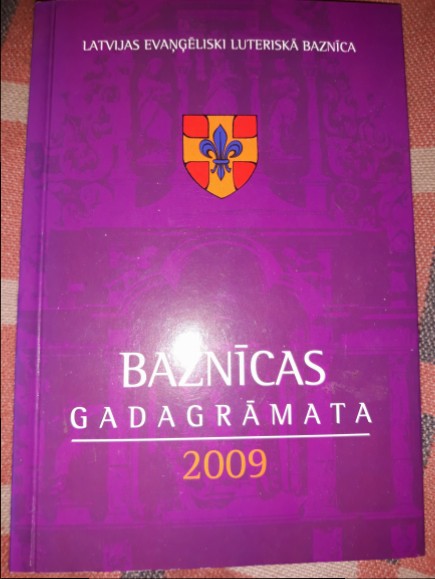 LATVIJAS EVAŅĢĒLISKI LUTERISKĀ BAZNĪCA
BAZNĪCAS
GADAGRĀMATA
2009